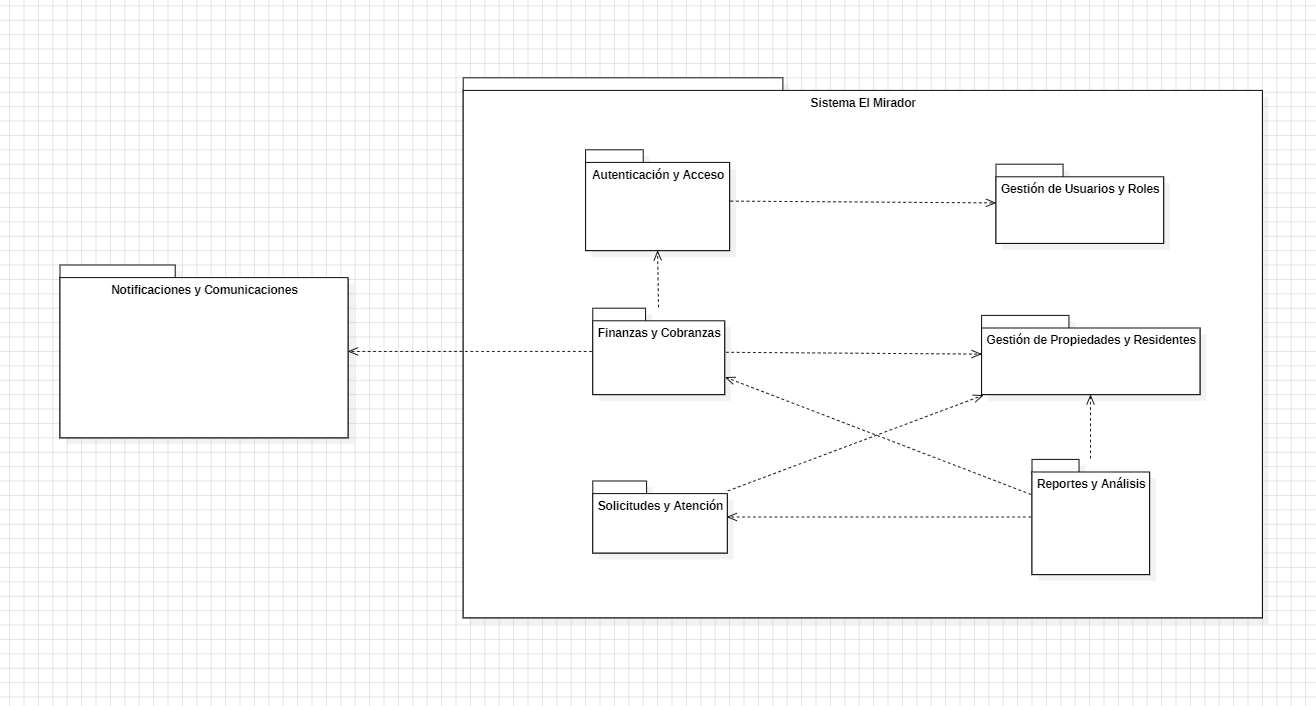 Sistema El Mirador
Autenticación y Acceso
Gestión de Usuarios y Roles
Notificaciones y Comunicaciones
Finanzas y Cobranzas
Gestión de Propiedades y Residentes
Solicitudes y Atención
Reportes y Análisis